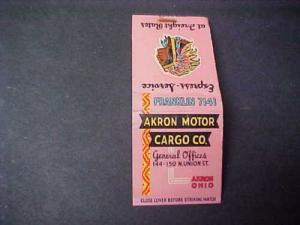 at Freight Rates
Express-Service
FRANKLIN 7141
AKRON MOTOR
CARGO CO.
General Offices
144-150 N. UNION ST.
AKRON
OHIO
CLOSE COVER BEFORE STRIKING MATCH